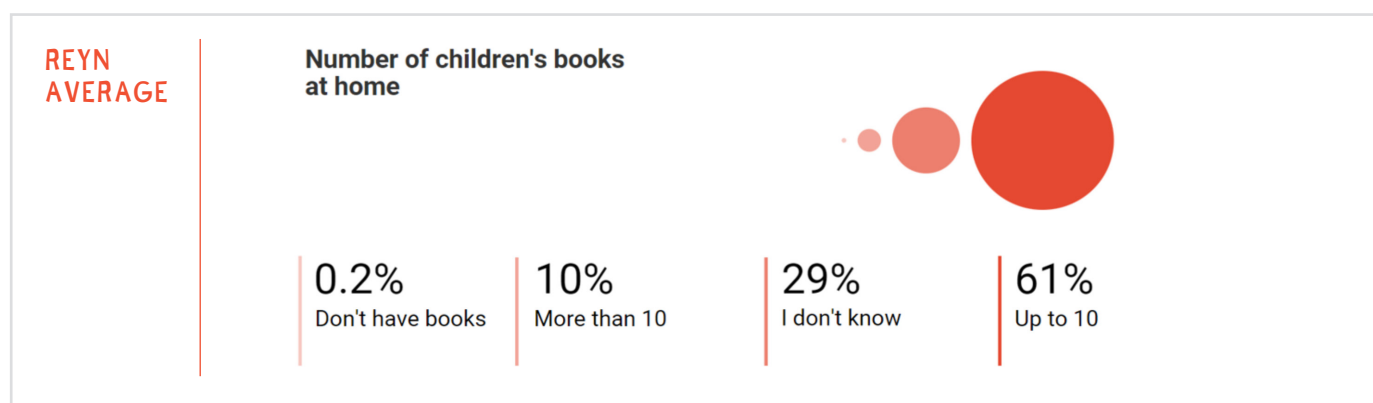 REYN
AVERAGE
Number of children's books
at home
0.2%
Don't have books
10%
More than 10
29%
I don't know
61%
Up to 10